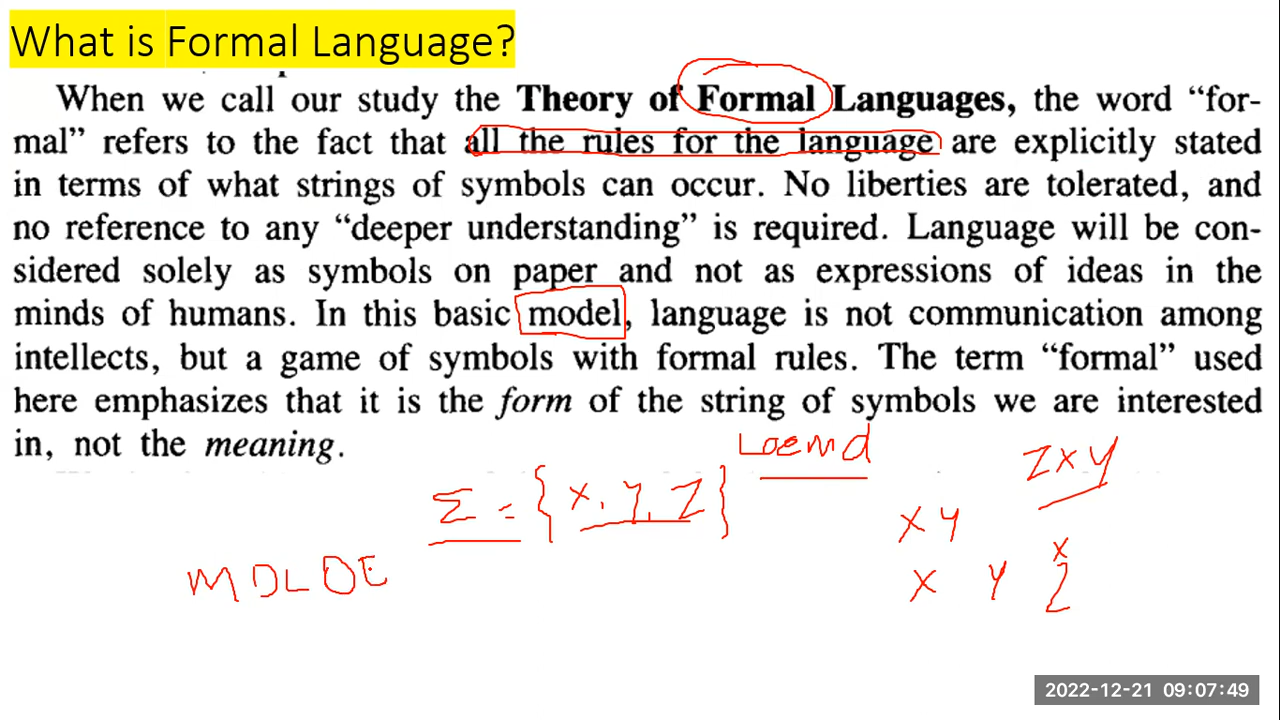 What is Formal Language?
When we call our study the Theory of Formal Languages, the word “for-
mal” refers to the fact that all the rules for the language are explicitly stated
in terms of what strings of symbols can occur. No liberties are tolerated, and
no reference to any “deeper understanding” is required. Language will be con-
sidered solely as symbols on paper and not as expressions of ideas in the
minds of humans. In this basic model, language is not communication among
intellects, but a game of symbols with formal rules. The term “formal” used
here emphasizes that it is the form of the string of symbols we are interested
in, not the meaning.
Loemd
ZXY
Σ = {X, Y, Z}
XY
MDLOE
X
X Y Z
2022-12-21 09:07:49